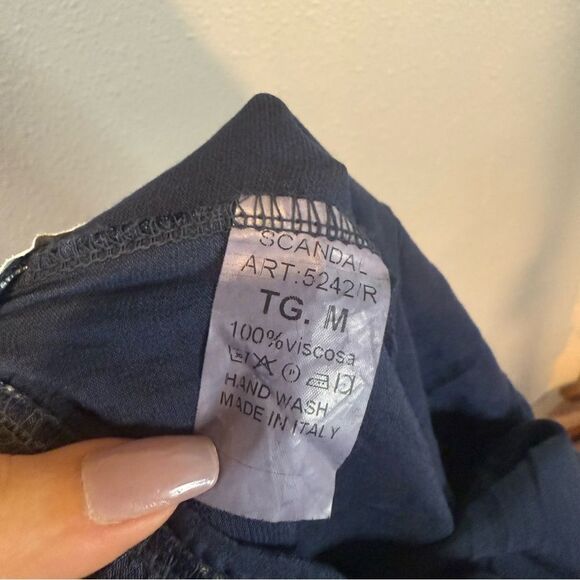 SCANDAL
ART:5242/R
TG. M
100%viscosa
HAND WASH
MADE IN ITALY